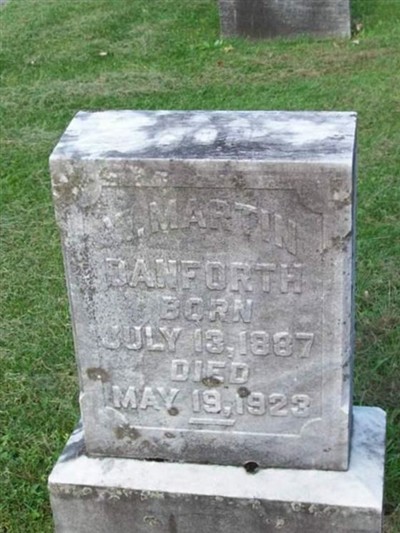 MARTIN
DANFORTH
BORN
JULY 13, 1887
DIED
MAY 19, 1923